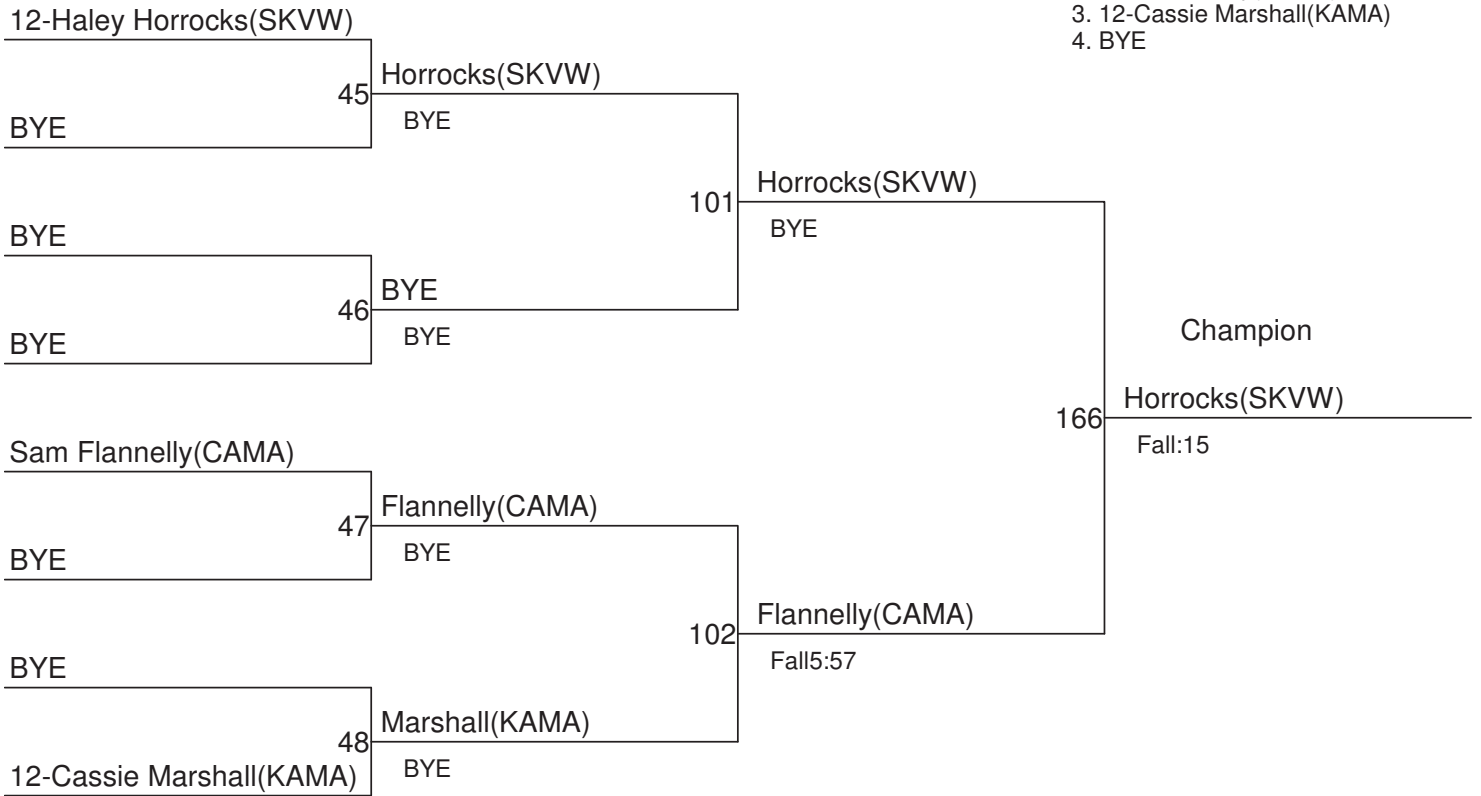 12-Haley Horrocks(SKVW)
BYE
BYE
BYE
Sam Flannelly(CAMA)
BYE
BYE
12-Cassie Marshall(KAMA)
45
Horrocks(SKVW)
BYE
46
BYE
BYE
47
Flannelly(CAMA)
BYE
48
Marshall(KAMA)
BYE
101
Horrocks(SKVW)
BYE
102
Flannelly(CAMA)
Fall5:57
166
Champion
Horrocks(SKVW)
Fall:15
3. 12-Cassie Marshall(KAMA)
4. BYE